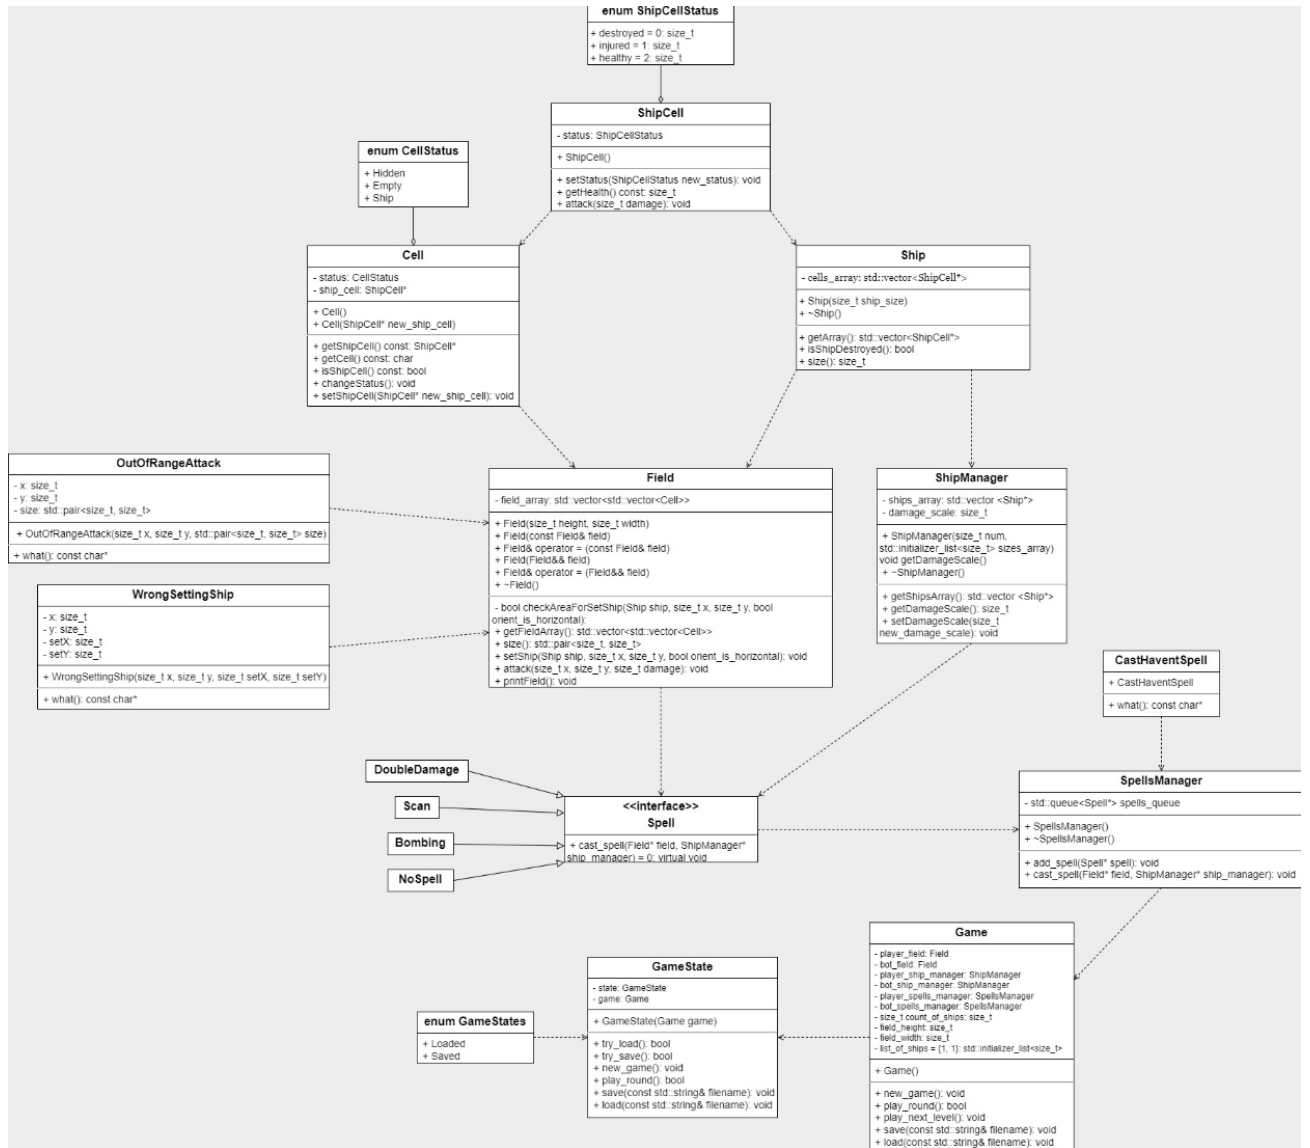 enum ShipCellStatus
+ destroyed = 0: size_t
+ injured = 1: size_t
+ healthy = 2: size_t
ShipCell
- status: ShipCellStatus
+ ShipCell()
+ setStatus(ShipCellStatus new_status): void
+ getHealth() const: size_t
+ attack(size_t damage): void
enum CellStatus
+ Hidden
+ Empty
+ Ship
Cell
- status: CellStatus
- ship_cell: ShipCell*
+ Cell()
+ Cell(ShipCell* new_ship_cell)
+ getShipCell() const: ShipCell*
+ getCell() const: char
+ isShipCell() const: bool
+ changeStatus(): void
+ setShipCell(ShipCell* new_ship_cell): void
Ship
- cells_array: std::vector<ShipCell*>
+ Ship(size_t ship_size)
+ ~Ship()
+ getArray(): std::vector<ShipCell*>
+ isShipDestroyed(): bool
+ size(): size_t
OutOfRangeAttack
- x: size_t
- y: size_t
- size: std::pair<size_t, size_t>
+ OutOfRangeAttack(size_t x, size_t y, std::pair<size_t, size_t> size)
+ what(): const char*
Field
- field_array: std::vector<std::vector<Cell>>
+ Field(size_t height, size_t width)
+ Field(const Field& field)
+ Field& operator = (const Field& field)
+ Field(Field&& field)
+ Field& operator = (Field&& field)
+ ~Field()
- bool checkAreaForSetShip(Ship ship, size_t x, size_t y, bool
orient_is_horizontal):
+ getFieldArray(): std::vector<std::vector<Cell>>
+ size(): std::pair<size_t, size_t>
+ setShip(Ship ship, size_t x, size_t y, bool orient_is_horizontal): void
+ attack(size_t x, size_t y, size_t damage): void
+ printField(): void
ShipManager
- ships_array: std::vector <Ship*>
- damage_scale: size_t
+ ShipManager(size_t num,
std::initializer_list<size_t> sizes_array)
void getDamageScale()
+ ~ShipManager()
+ getShipsArray(): std::vector <Ship*>
+ getDamageScale(): size_t
+ setDamageScale(size_t
new_damage_scale): void
WrongSettingShip
- x: size_t
- y: size_t
- setX: size_t
- setY: size_t
+ WrongSettingShip(size_t x, size_t y, size_t setX, size_t setY)
+ what(): const char*
CastHaventSpell
+ CastHaventSpell
+ what(): const char*
DoubleDamage
Scan
Bombing
NoSpell
<<interface>>
Spell
+ cast_spell(Field* field, ShipManager*
ship_manager) = 0: virtual void
SpellsManager
- std::queue<Spell*> spells_queue
+ SpellsManager()
+ ~SpellsManager()
+ add_spell(Spell* spell): void
+ cast_spell(Field* field, ShipManager* ship_manager): void
Game
- player_field: Field
- bot_field: Field
- player_ship_manager: ShipManager
- bot_ship_manager: ShipManager
- player_spells_manager: SpellsManager
- bot_spells_manager: SpellsManager
- size_t count_of_ships: size_t
- field_height: size_t
- field_width: size_t
- list_of_ships = {1, 1}: std::initializer_list<size_t>
+ Game()
+ new_game(): void
+ play_round(): bool
+ play_next_level(): void
+ save(const std::string& filename): void
+ load(const std::string& filename): void
GameState
- state: GameState
- game: Game
+ GameState(Game game)
+ try_load(): bool
+ try_save(): bool
+ new_game(): void
+ play_round(): bool
+ save(const std::string& filename): void
+ load(const std::string& filename): void
enum GameStates
+ Loaded
+ Saved